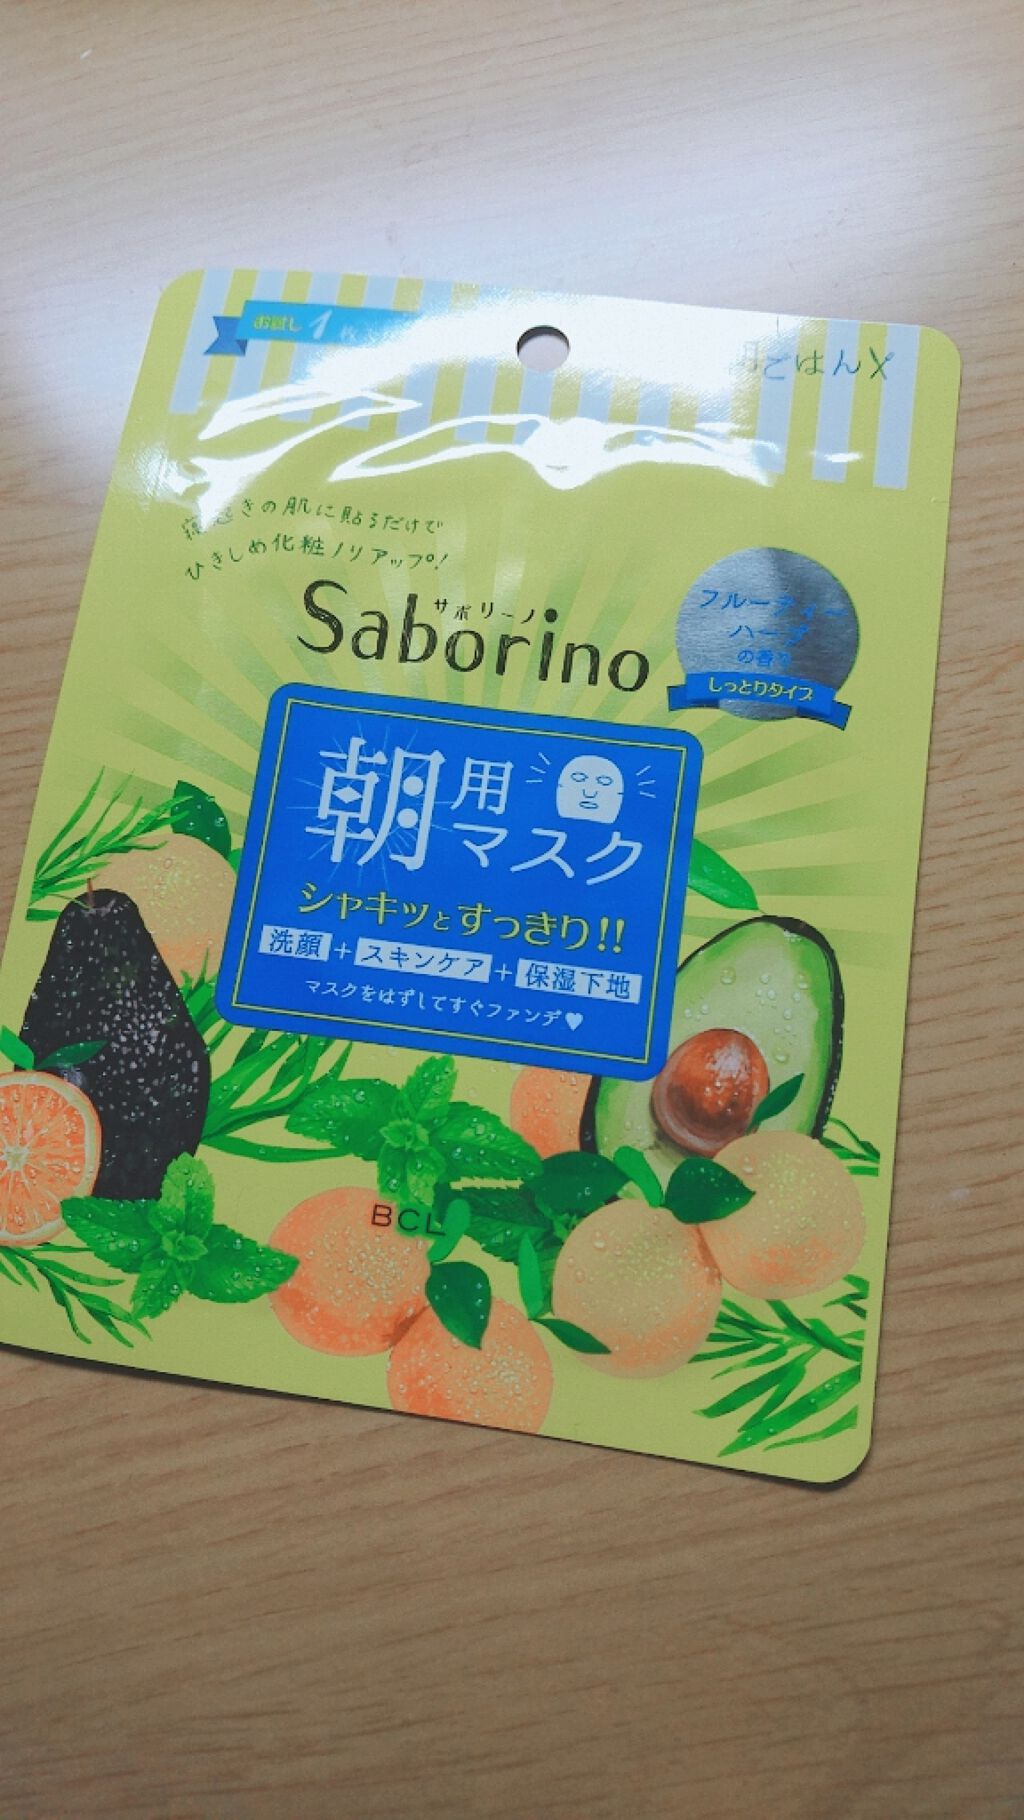 お試し 1枚
ごはん
寝起きの肌に貼るだけで
ひきしめ化粧ノリアップ!
サボリーノ
Saborino
フルーティー
ハーブ
の香り
しっとりタイプ
朝用
マスク
シャキッとすっきり!!
洗顔+スキンケア+保湿下地
マスクをはずしてすぐファンデ♥
BCL